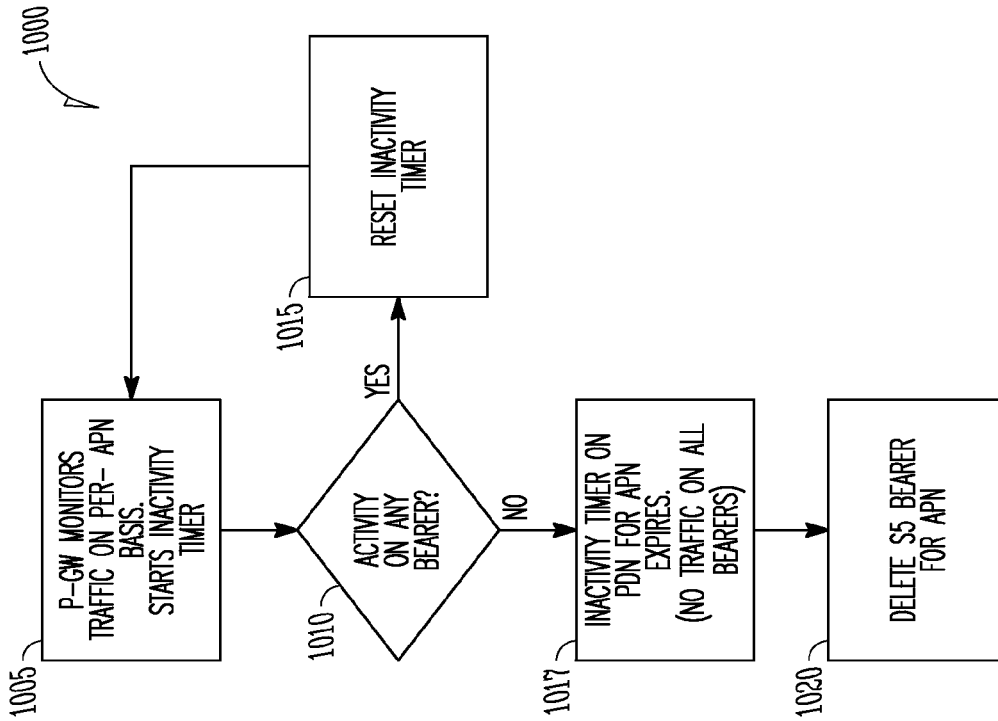 1000
1005
P-GW MONITORS
TRAFFIC ON PER- APN
BASIS.
STARTS INACTIVITY
TIMER
1010
ACTIVITY
ON ANY
BEARER?
YES
1015
RESET INACTIVITY
TIMER
NO
1017
INACTIVITY TIMER ON
PDN FOR APN
EXPIRES.
(NO TRAFFIC ON ALL
BEARERS)
1020
DELETE S5 BEARER
FOR APN